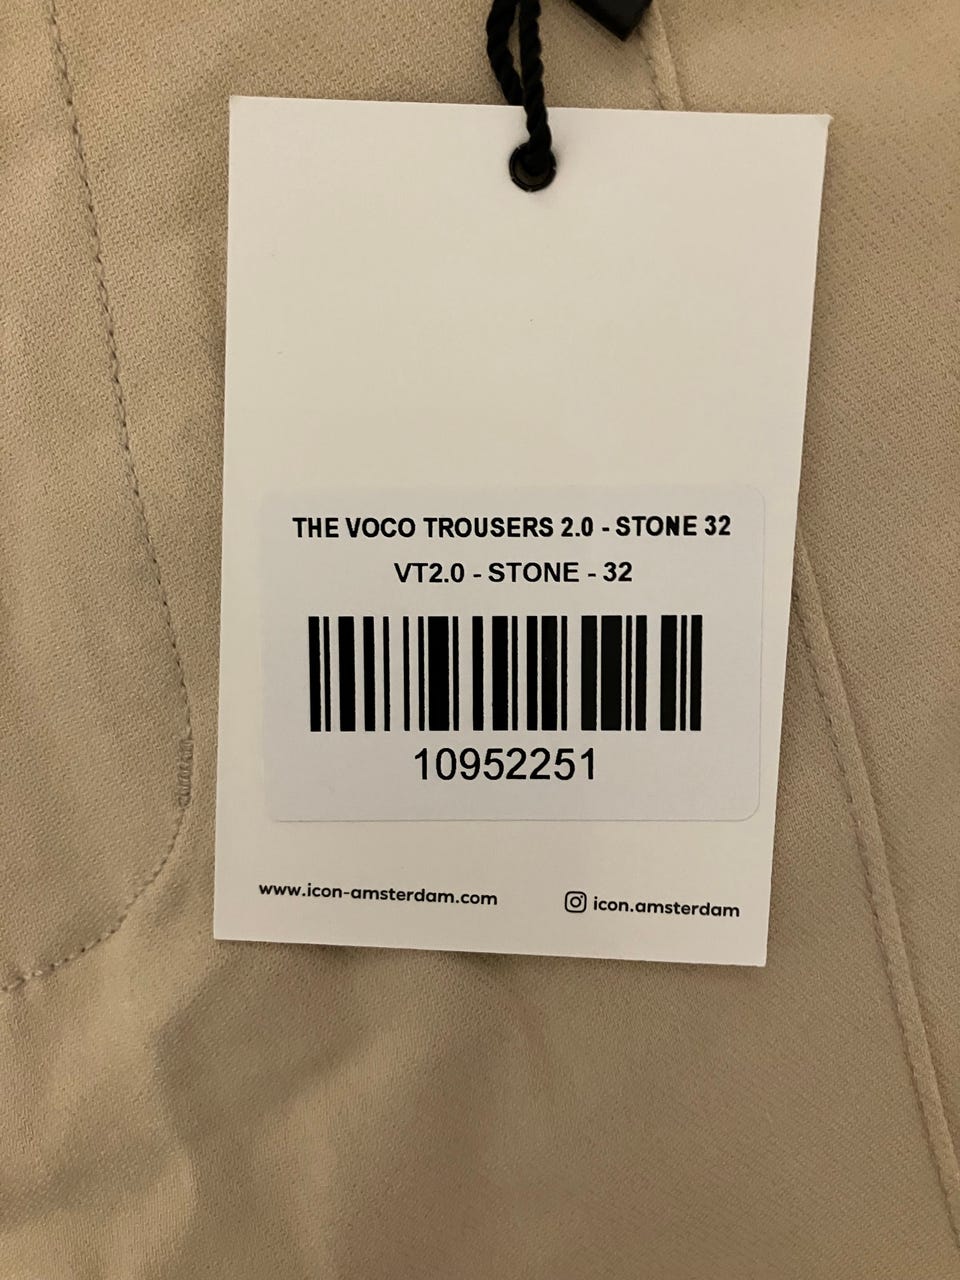 THE VOCO TROUSERS 2.0 - STONE 32
VT2.0 - STONE - 32
10952251
www.icon-amsterdam.com
icon.amsterdam